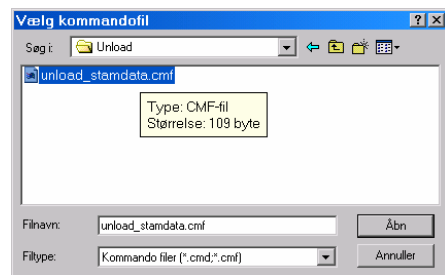 Vælg kommandofil
Søg i: Unload
unload_stamdata.cmf
Type: CMF-fil
Størrelse: 109 byte
Filnavn: unload_stamdata.cmf Åbn
Filtype: Kommando filer (*.cmd;*.cmf) Annuller